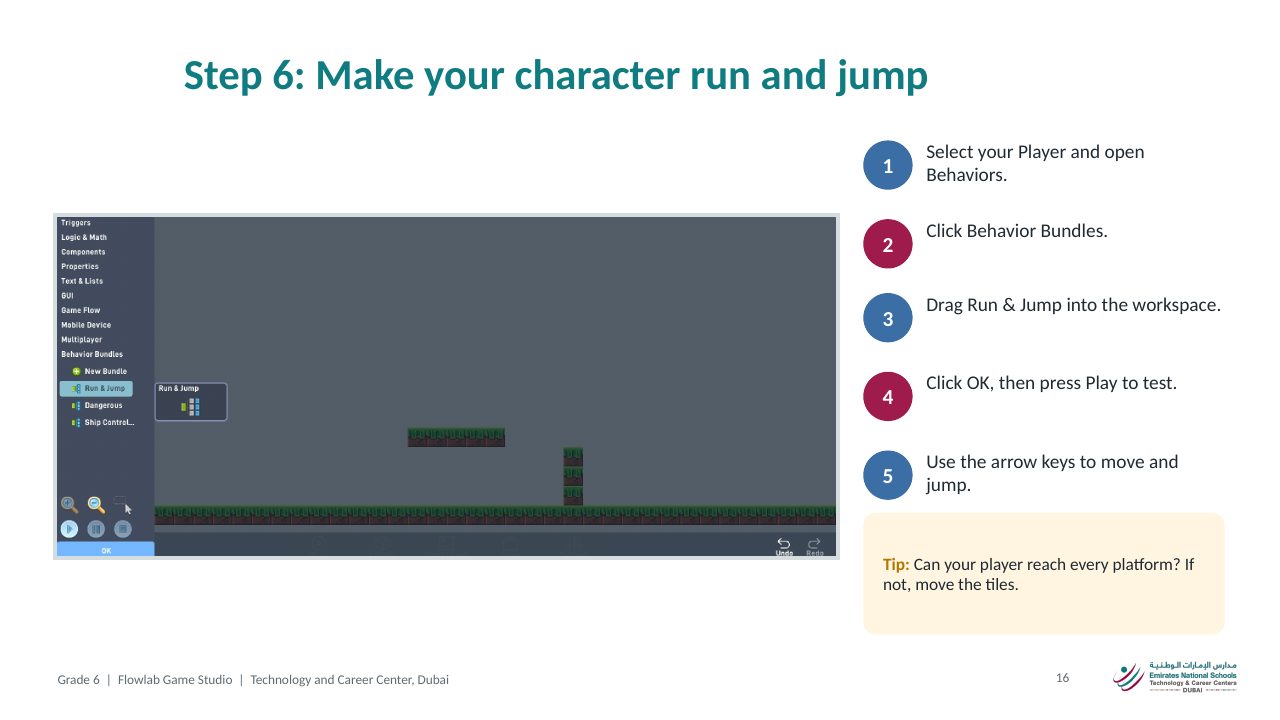 Step 6: Make your character run and jump
Triggers
Logic & Math
Components
Properties
Text & Lists
GUI
Game Flow
Mobile Device
Multiplayer
Behavior Bundles
New Bundle
Run & Jump
Dangerous
Ship Control...
Run & Jump
OK
Undo
Redo
1
Select your Player and open
Behaviors.
2
Click Behavior Bundles.
3
Drag Run & Jump into the workspace.
4
Click OK, then press Play to test.
5
Use the arrow keys to move and
jump.
Tip: Can your player reach every platform? If
not, move the tiles.
Grade 6 | Flowlab Game Studio | Technology and Career Center, Dubai
16
مدارس الإمارات الوطنية
Emirates National Schools
Technology & Career Centers
DUBAI